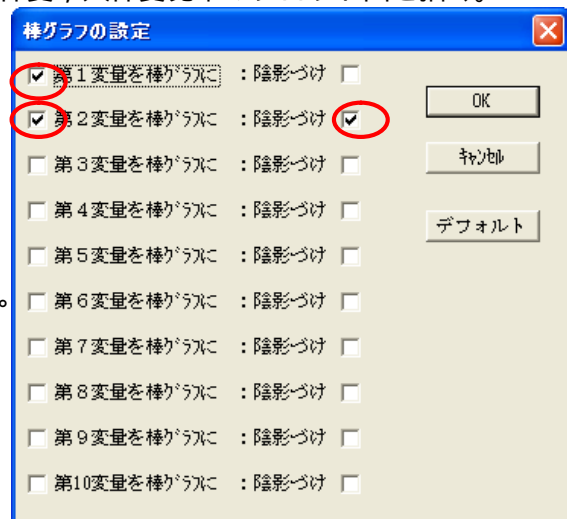 棒グラフの設定
第1変量を棒グラフに :陰影づけ
OK
第2変量を棒グラフに :陰影づけ
キャンセル
第3変量を棒グラフに :陰影づけ
第4変量を棒グラフに :陰影づけ
デフォルト
第5変量を棒グラフに :陰影づけ
。
第6変量を棒グラフに :陰影づけ
第7変量を棒グラフに :陰影づけ
第8変量を棒グラフに :陰影づけ
第9変量を棒グラフに :陰影づけ
第10変量を棒グラフに :陰影づけ